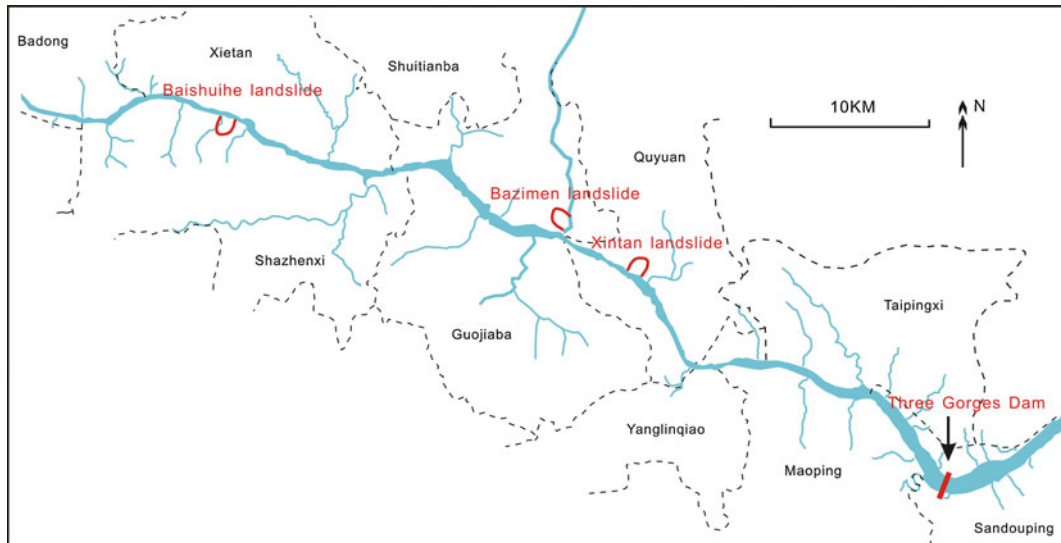 Badong
Xietan
Shuitianba
Baishuihe landslide
10KM
N
Quyuan
Bazimen landslide
Xintan landslide
Shazhenxi
Taipingxi
Guojiaba
Three Gorges Dam
Yanglinqiao
Maoping
Sandouping